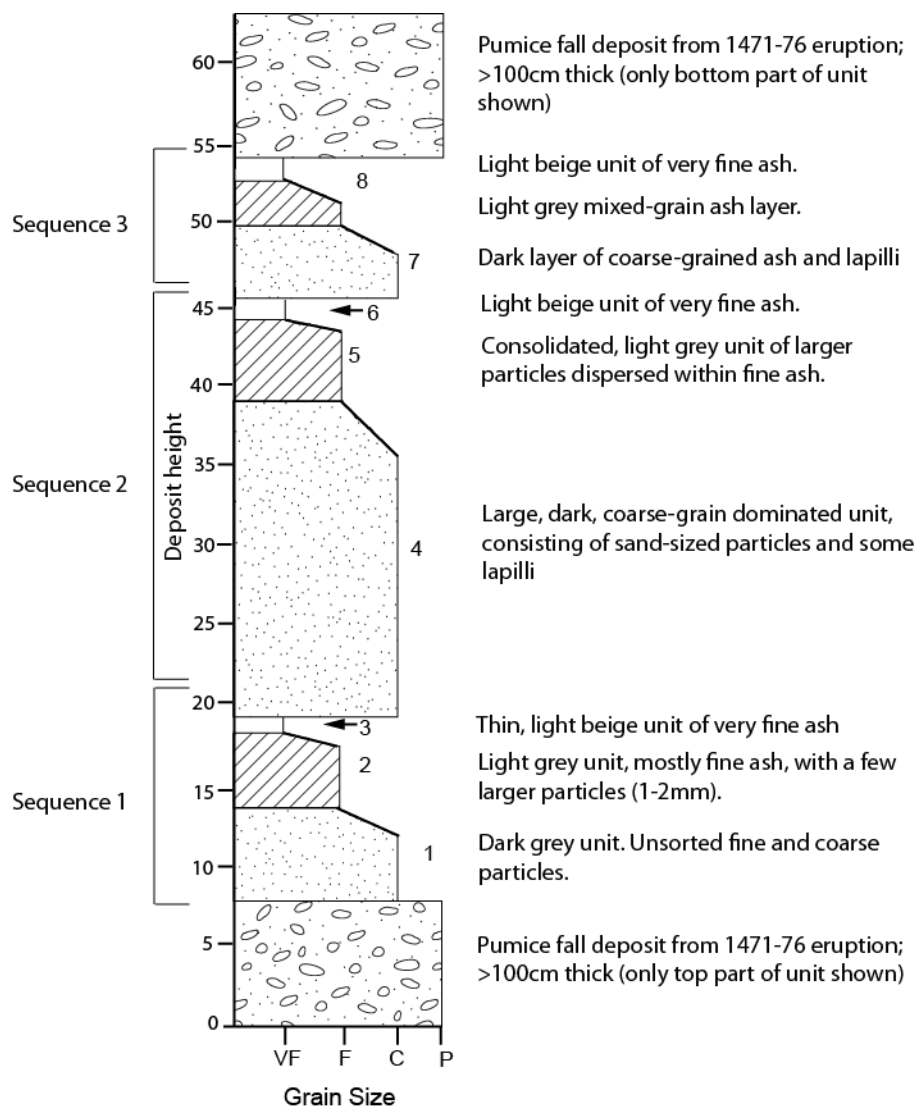 60
55
50
45
40
35
30
25
20
15
10
5
0
Deposit height
VF F C P
Grain Size
Sequence 3
Sequence 2
Sequence 1
8
7
6
5
4
3
2
1
Pumice fall deposit from 1471-76 eruption;
>100cm thick (only bottom part of unit
shown)
Light beige unit of very fine ash.
Light grey mixed-grain ash layer.
Dark layer of coarse-grained ash and lapilli
Light beige unit of very fine ash.
Consolidated, light grey unit of larger
particles dispersed within fine ash.
Large, dark, coarse-grain dominated unit,
consisting of sand-sized particles and some
lapilli
Thin, light beige unit of very fine ash
Light grey unit, mostly fine ash, with a few
larger particles (1-2mm).
Dark grey unit. Unsorted fine and coarse
particles.
Pumice fall deposit from 1471-76 eruption;
>100cm thick (only top part of unit shown)